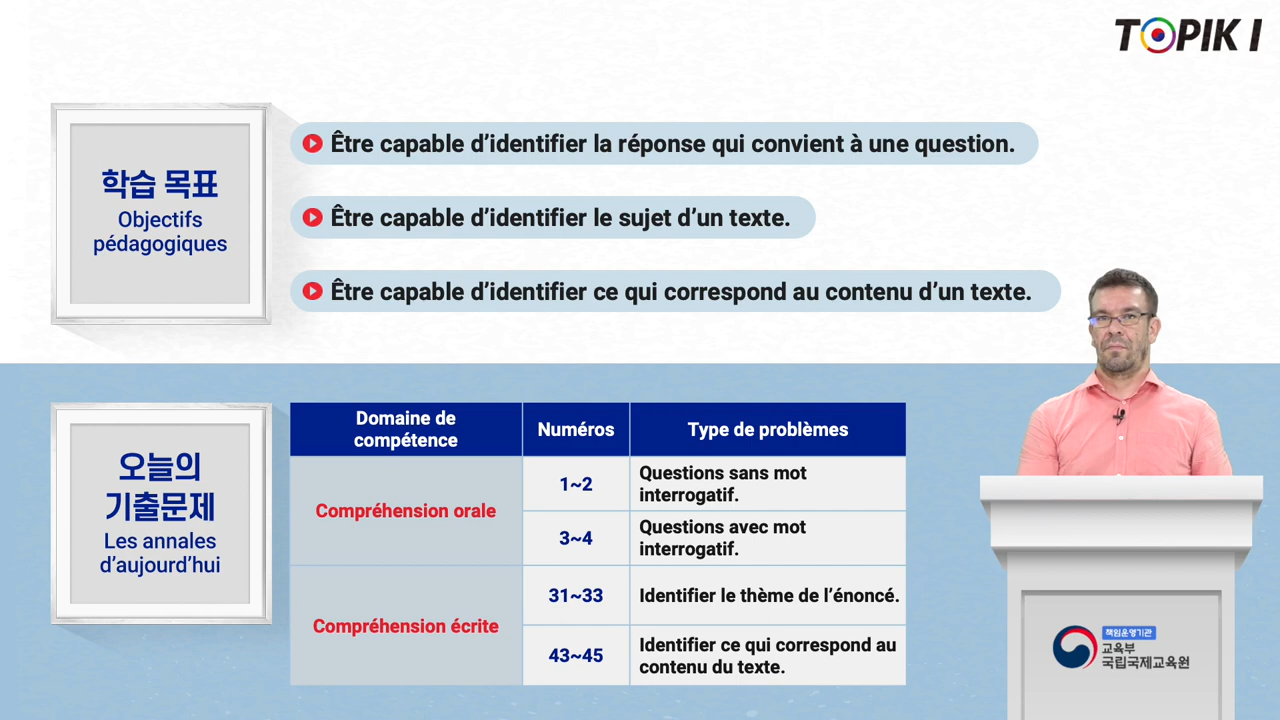 TOPIK I
학습 목표
Objectifs
pédagogiques
Être capable d’identifier la réponse qui convient à une question.
Être capable d’identifier le sujet d’un texte.
Être capable d’identifier ce qui correspond au contenu d’un texte.
오늘의
기출문제
Les annales
d’aujourd’hui
Domaine de
compétence
Numéros
Type de problèmes
Compréhension orale
1~2
Questions sans mot
interrogatif.
3~4
Questions avec mot
interrogatif.
Compréhension écrite
31~33
Identifier le thème de l’énoncé.
43~45
Identifier ce qui correspond au
contenu du texte.
책임운영기관
교육부
국립국제교육원